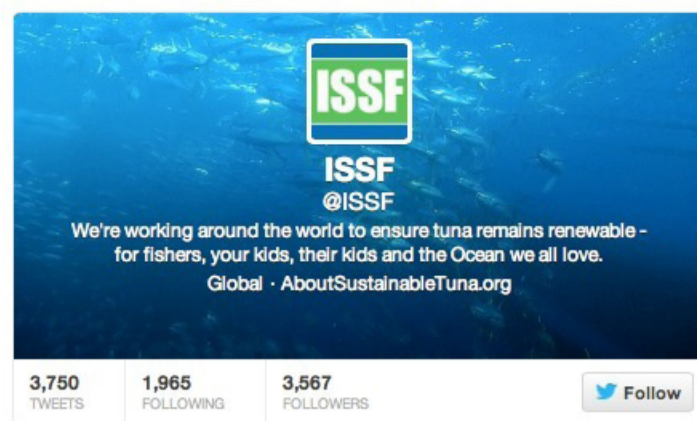 ISSF
ISSF
@ISSF
We're working around the world to ensure tuna remains renewable -
for fishers, your kids, their kids and the Ocean we all love.
Global · AboutSustainableTuna.org
3,750
TWEETS
1,965
FOLLOWING
3,567
FOLLOWERS
Follow